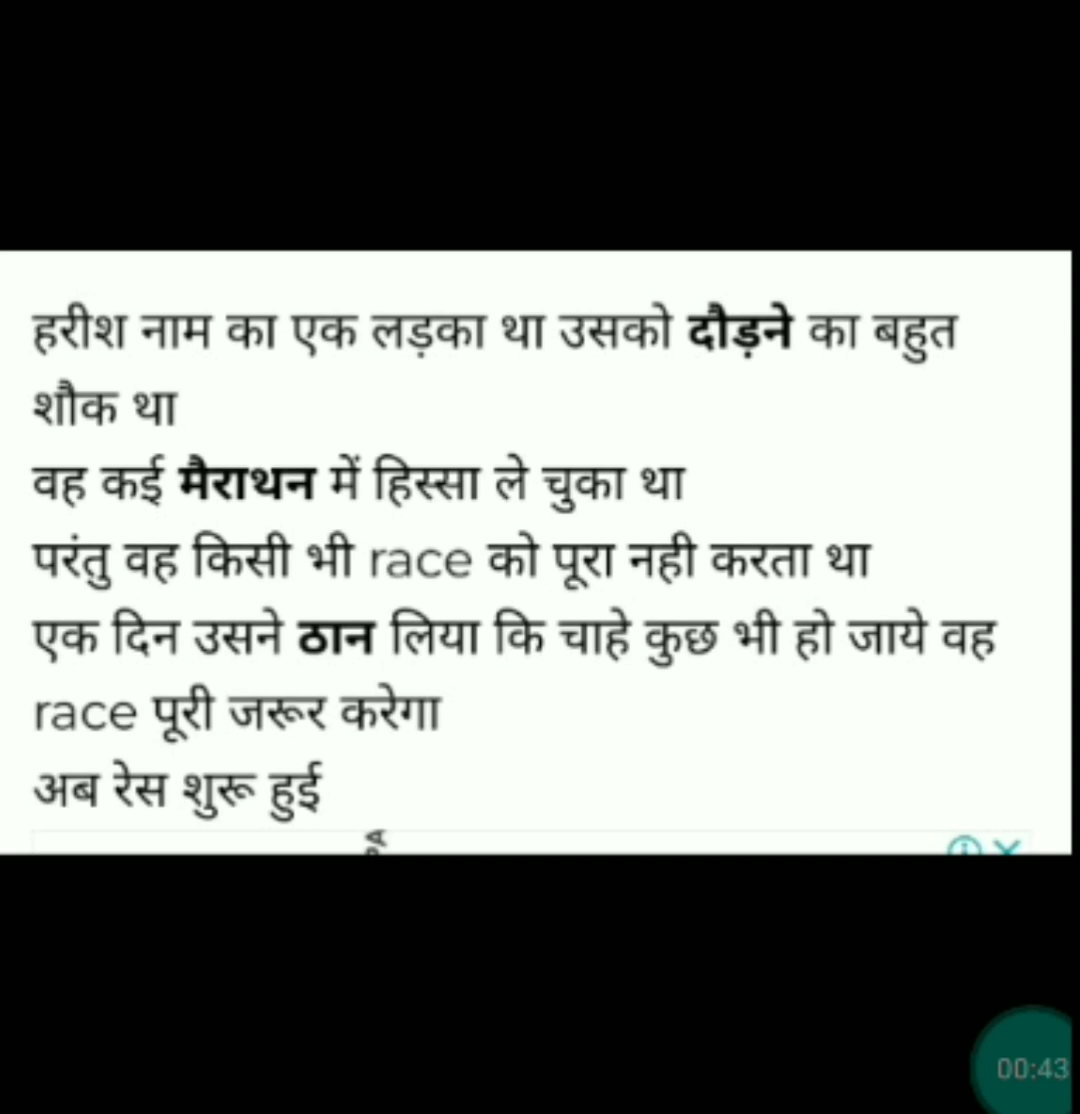 हरीश नाम का एक लड़का था उसको दौड़ने का बहुत
शौक था
वह कई मैराथन में हिस्सा ले चुका था
परंतु वह किसी भी race को पूरा नही करता था
एक दिन उसने ठान लिया कि चाहे कुछ भी हो जाये वह
race पूरी जरूर करेगा
अब रेस शुरू हुई
00:43